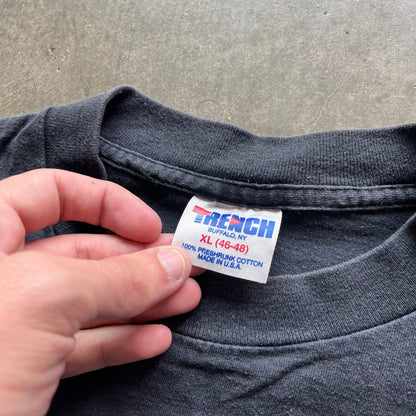 TRENCH
BUFFALO, NY
XL (46-48)
100% PRESHRUNK COTTON
MADE IN U.S.A.